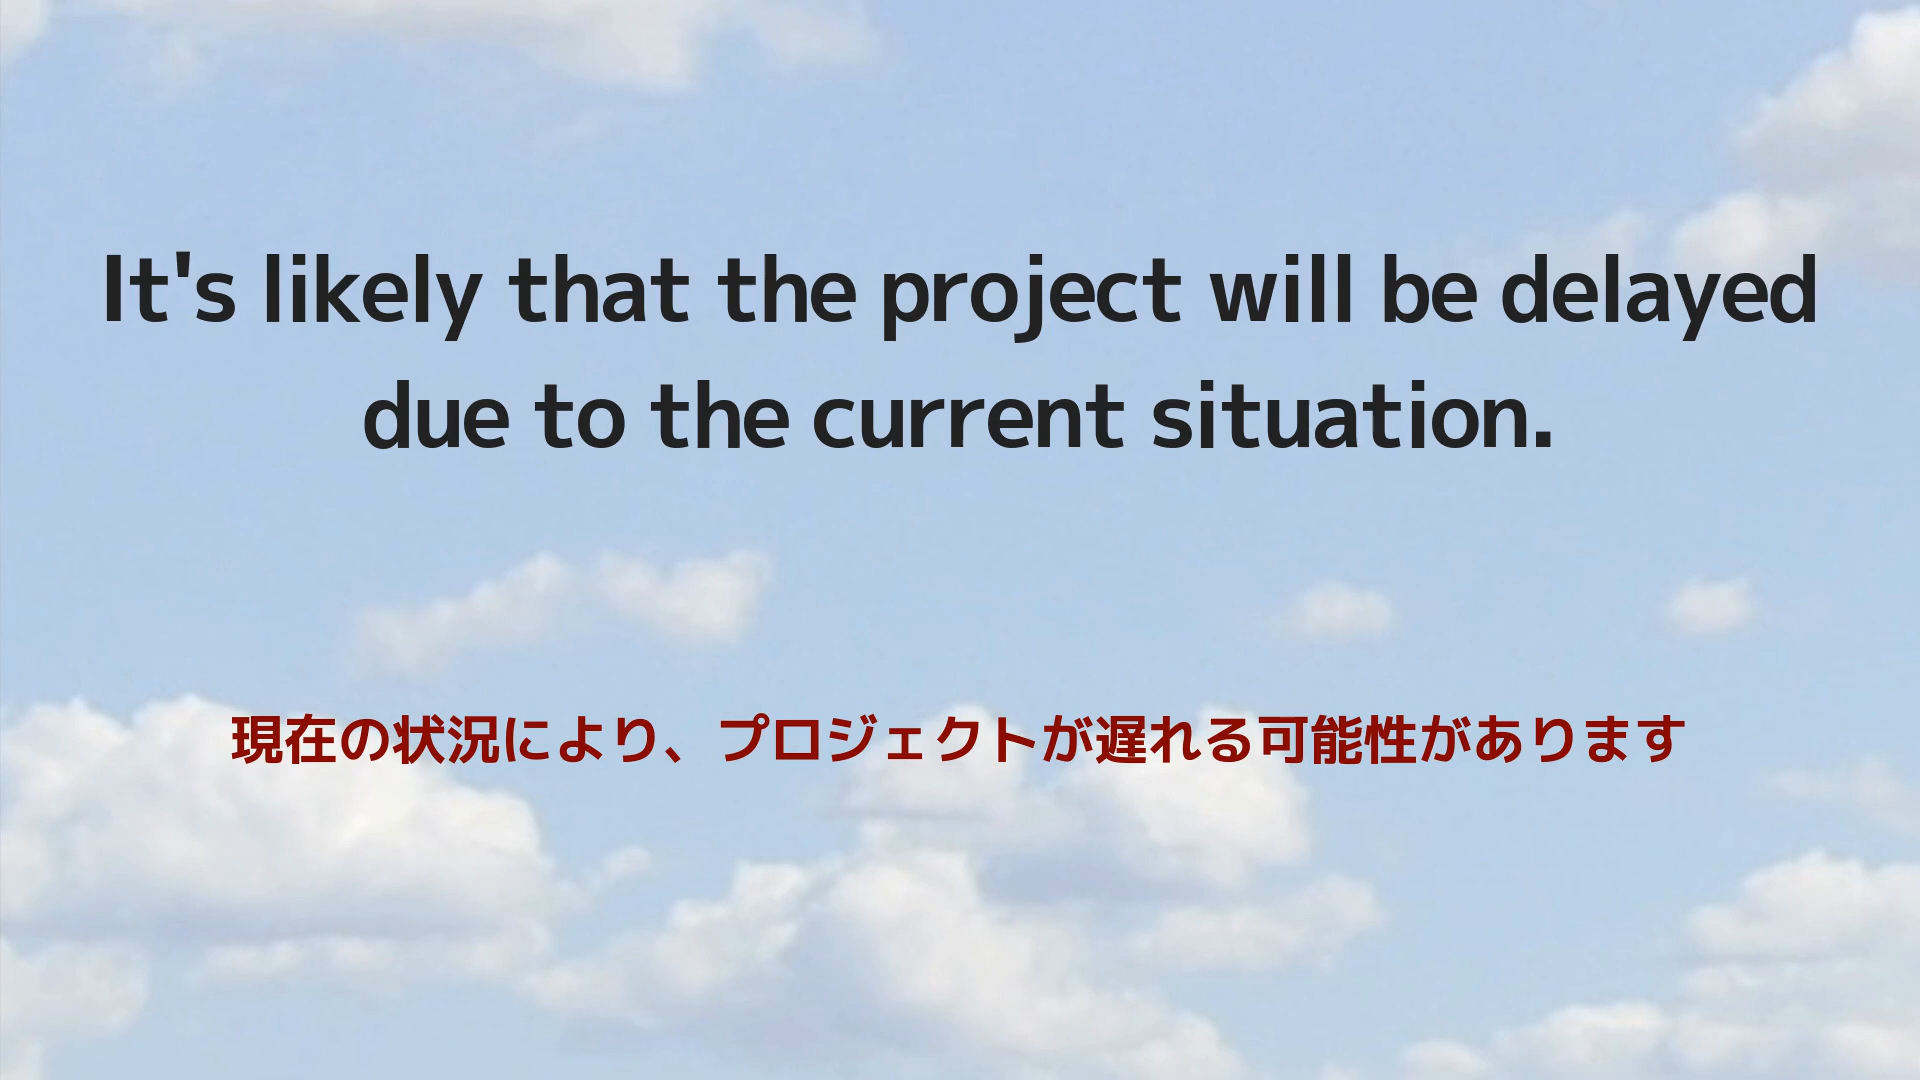 It's likely that the project will be delayed
due to the current situation.
現在の状況により、プロジェクトが遅れる可能性があります